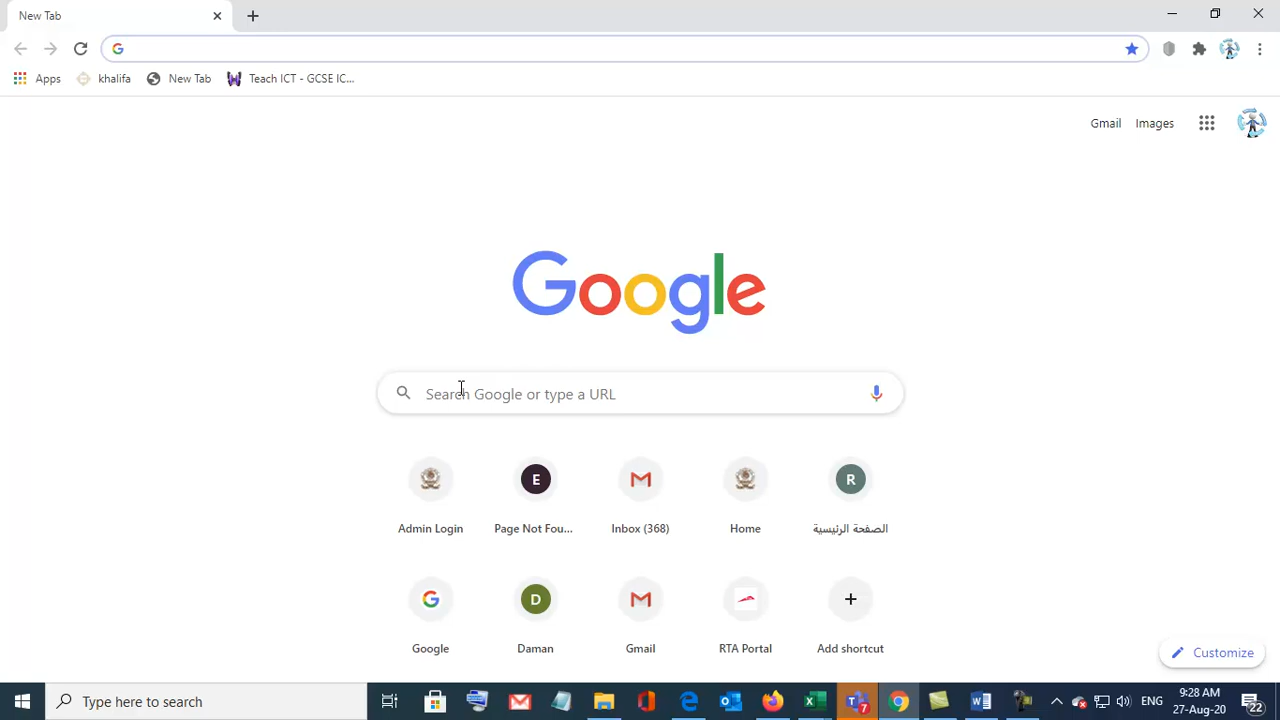 New Tab
Apps
khalifa
New Tab
Teach ICT - GCSE IC...
Gmail
Images
Google
Search Google or type a URL
E
R
Admin Login
Page Not Fou...
Inbox (368)
Home
الصفحة الرئيسية
D
Google
Daman
Gmail
RTA Portal
Add shortcut
Customize
Type here to search
7
ENG
9:28 AM
27-Aug-20
22